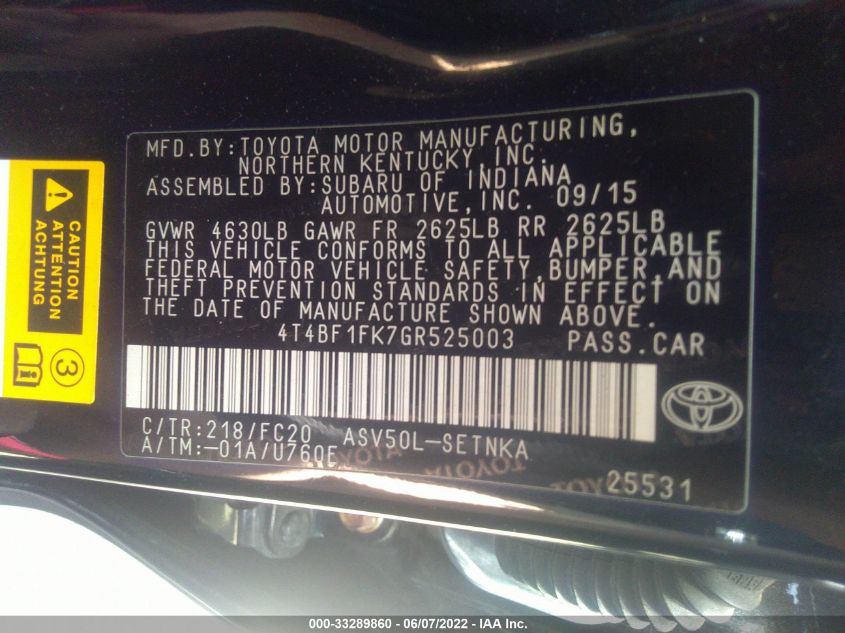 MFD.BY:TOYOTA MOTOR MANUFACTURING,
NORTHERN KENTUCKY, INC.
ASSEMBLED BY:SUBARU OF INDIANA
AUTOMOTIVE, INC. 09/15
GVWR 4630LB GAWR FR 2625LB RR 2625LB
THIS VEHICLE CONFORMS TO ALL APPLICABLE
FEDERAL MOTOR VEHICLE SAFETY, BUMPER, AND
THEFT PREVENTION STANDARDS IN EFFECT ON
THE DATE OF MANUFACTURE SHOWN ABOVE.
4T4BF1FK7GR525003 PASS.CAR
C/TR:218/FC20 ASV50L-SETNKA
A/TM:-01A/U760E
25531
CAUTION
ATTENTION
ACHTUNG
3
TOYOTA
000-33289860 - 06/07/2022 - IAA Inc.